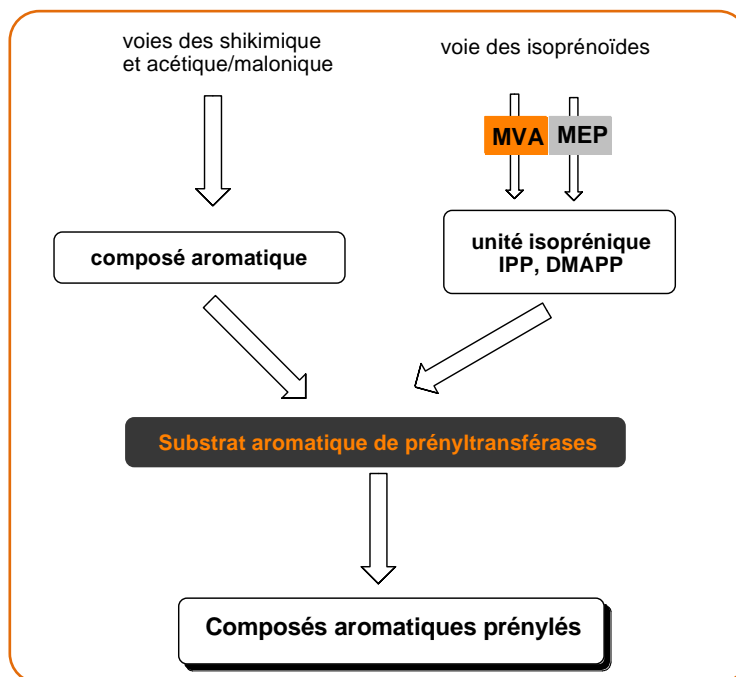 voies des shikimique
et acétique/malonique
voie des isoprénoïdes
MVA MEP
composé aromatique
unité isoprénique
IPP, DMAPP
Substrat aromatique de prényltransférases
Composés aromatiques prénylés